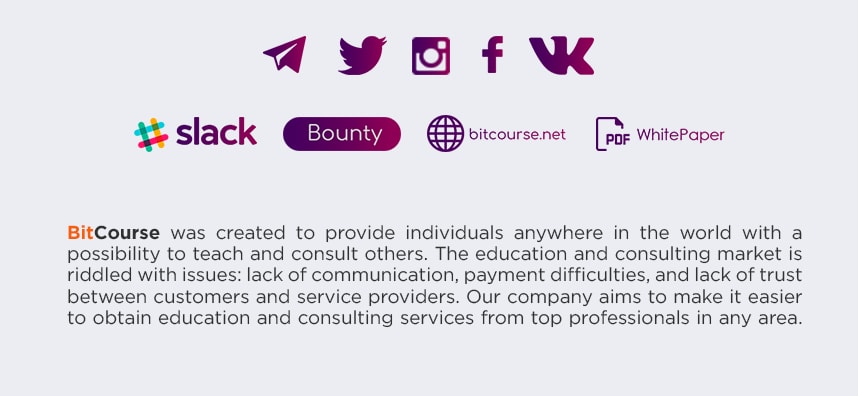 slack Bounty bitcourse.net PDF WhitePaper
BitCourse was created to provide individuals anywhere in the world with a
possibility to teach and consult others. The education and consulting market is
riddled with issues: lack of communication, payment difficulties, and lack of trust
between customers and service providers. Our company aims to make it easier
to obtain education and consulting services from top professionals in any area.